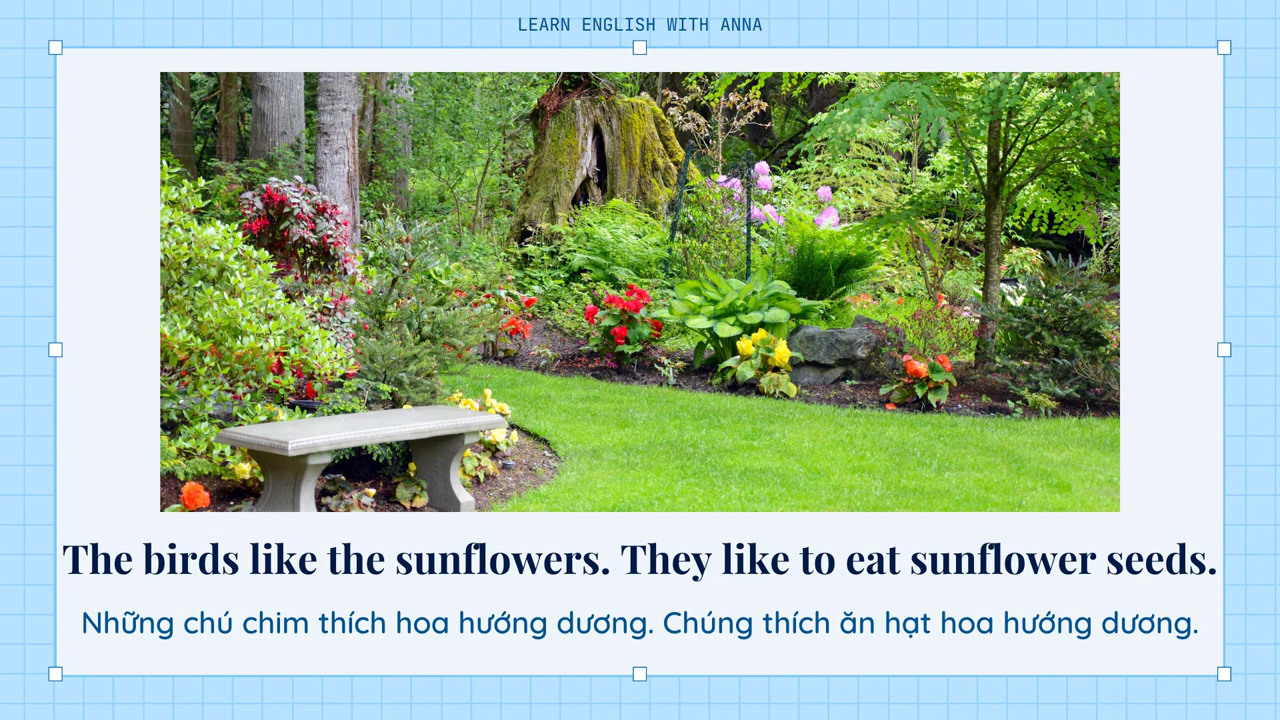 LEARN ENGLISH WITH ANNA
The birds like the sunflowers. They like to eat sunflower seeds.
Những chú chim thích hoa hướng dương. Chúng thích ăn hạt hoa hướng dương.